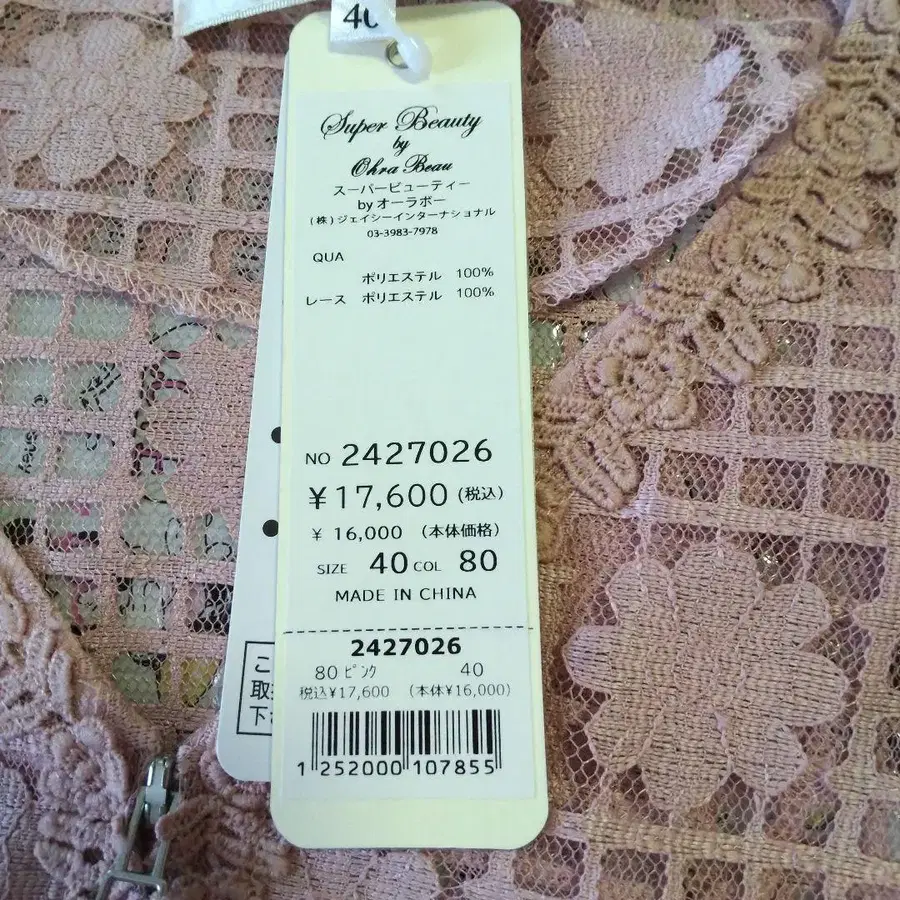 40
Super Beauty
by
Ohra Beau
スーパービューティー
by オーラボー
(株)ジェイシーインターナショナル
03-3983-7978
QUA
ポリエステル 100%
レース ポリエステル 100%
NO 2427026
¥17,600 (税込)
¥ 16,000 (本体価格)
SIZE 40 COL 80
MADE IN CHINA
2427026
80 ピンク 40
税込¥17,600 (本体¥16,000)
1 252000 107855
こ
取
下